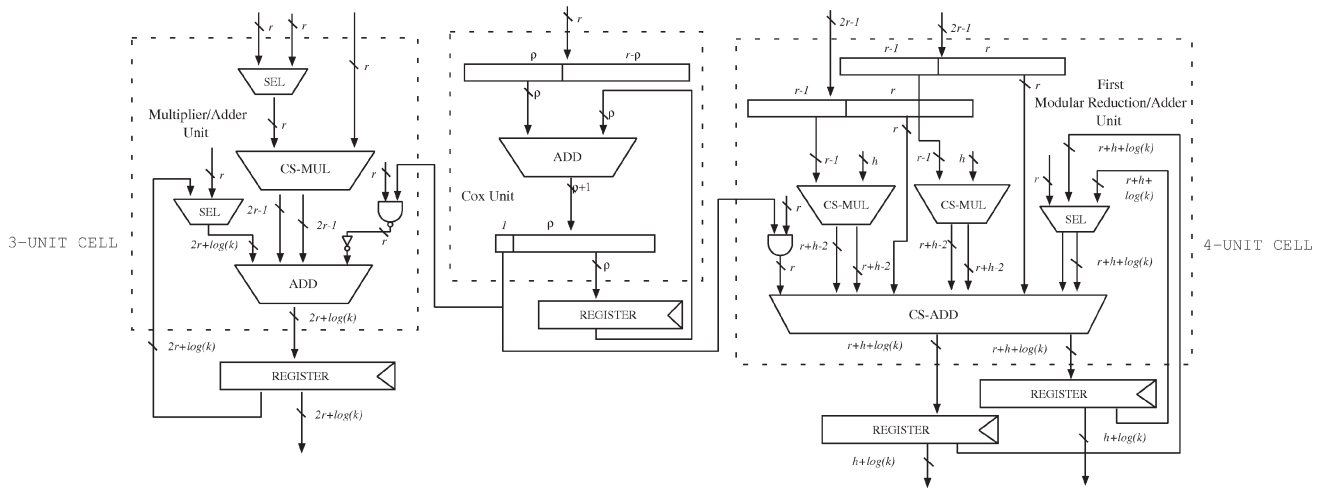 r
r
r
SEL
r
Multiplier/Adder
Unit
r
CS-MUL
r
SEL
2r-1
2r-1
r
2r+log(k)
ADD
2r+log(k)
2r+log(k)
REGISTER
2r+log(k)
3-UNIT CELL
r
ρ
r-ρ
ρ
ρ
ADD
ρ+1
Cox Unit
1
ρ
ρ
REGISTER
2r-1
2r-1
r-1
r
First
Modular Reduction/Adder
Unit
r-1
r
r
r
r-1
h
r-1
h
r+h+log(k)
r
r+h+
log(k)
CS-MUL
CS-MUL
SEL
r
r
r+h-2
r+h-2
r+h-2
r+h-2
r+h+log(k)
CS-ADD
r+h+log(k)
r+h+log(k)
REGISTER
REGISTER
h+log(k)
h+log(k)
4-UNIT CELL